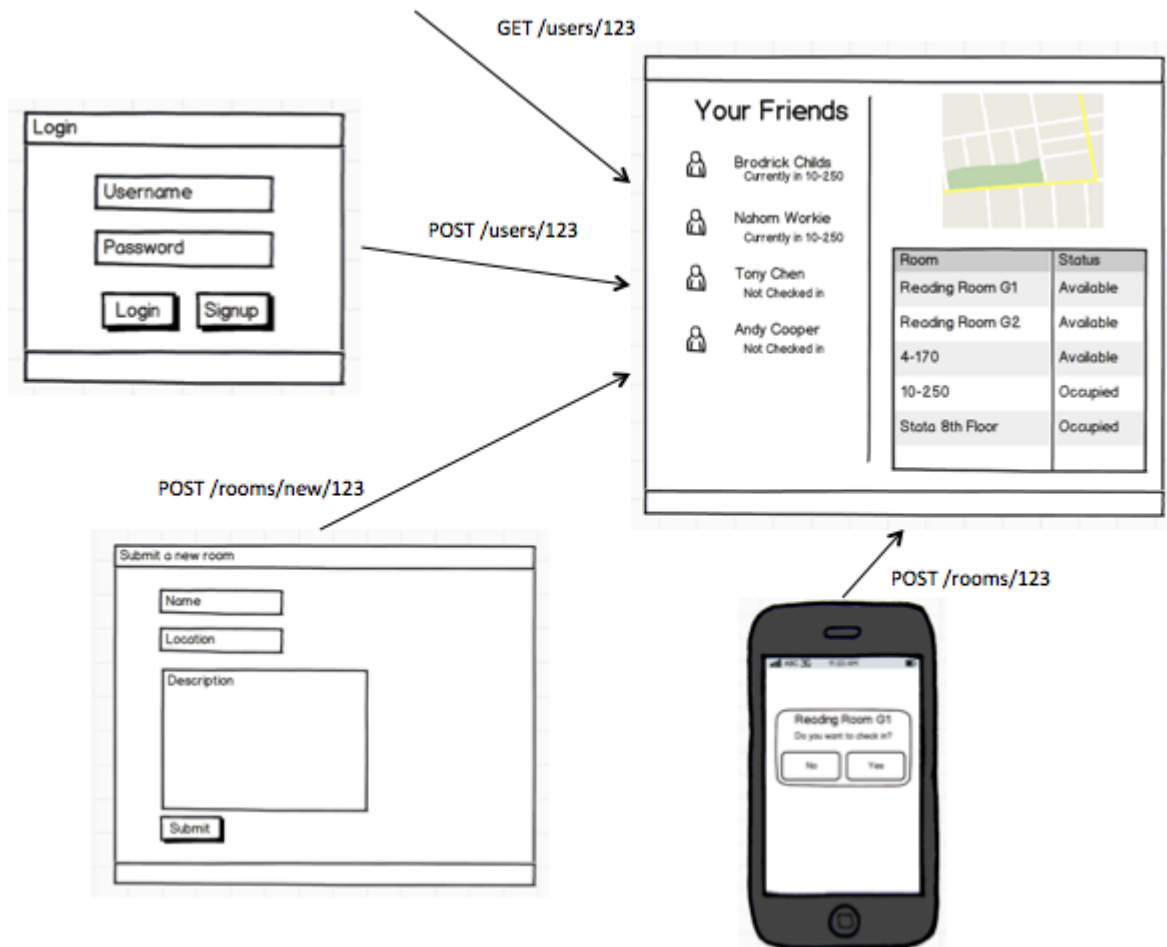 GET /users/123
Login
Username
Password
Login Signup
POST /users/123
Your Friends
Brodrick Childs
Currently in 10-250
Nahom Workie
Currently in 10-250
Tony Chen
Not Checked in
Andy Cooper
Not Checked in
Room Status
Reading Room G1 Available
Reading Room G2 Available
4-170 Available
10-250 Occupied
Stata 8th Floor Occupied
POST /rooms/new/123
Submit a new room
Name
Location
Description
Submit
POST /rooms/123
ABC 3G
Reading Room G1
Do you want to check in?
No Yes